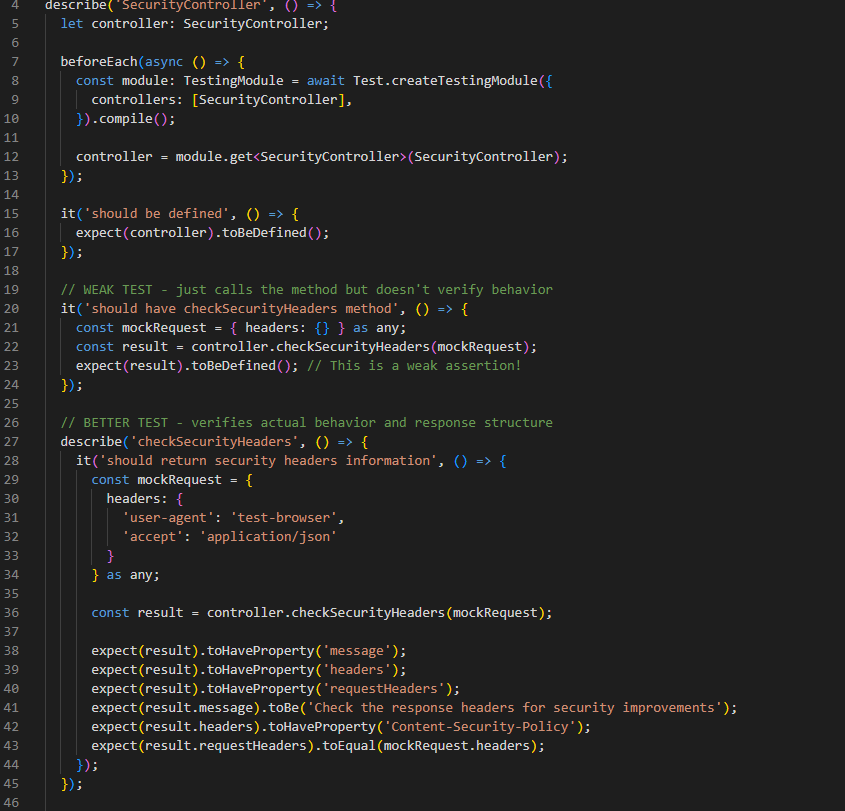 4 describe('SecurityController', () => {
5 let controller: SecurityController;
6
7 beforeEach(async () => {
8 const module: TestingModule = await Test.createTestingModule({
9 controllers: [SecurityController],
10 }).compile();
11
12 controller = module.get<SecurityController>(SecurityController);
13 });
14
15 it('should be defined', () => {
16 expect(controller).toBeDefined();
17 });
18
19 // WEAK TEST - just calls the method but doesn't verify behavior
20 it('should have checkSecurityHeaders method', () => {
21 const mockRequest = { headers: {} } as any;
22 const result = controller.checkSecurityHeaders(mockRequest);
23 expect(result).toBeDefined(); // This is a weak assertion!
24 });
25
26 // BETTER TEST - verifies actual behavior and response structure
27 describe('checkSecurityHeaders', () => {
28 it('should return security headers information', () => {
29 const mockRequest = {
30 headers: {
31 'user-agent': 'test-browser',
32 'accept': 'application/json'
33 }
34 } as any;
35
36 const result = controller.checkSecurityHeaders(mockRequest);
37
38 expect(result).toHaveProperty('message');
39 expect(result).toHaveProperty('headers');
40 expect(result).toHaveProperty('requestHeaders');
41 expect(result.message).toBe('Check the response headers for security improvements');
42 expect(result.headers).toHaveProperty('Content-Security-Policy');
43 expect(result.requestHeaders).toEqual(mockRequest.headers);
44 });
45 });
46